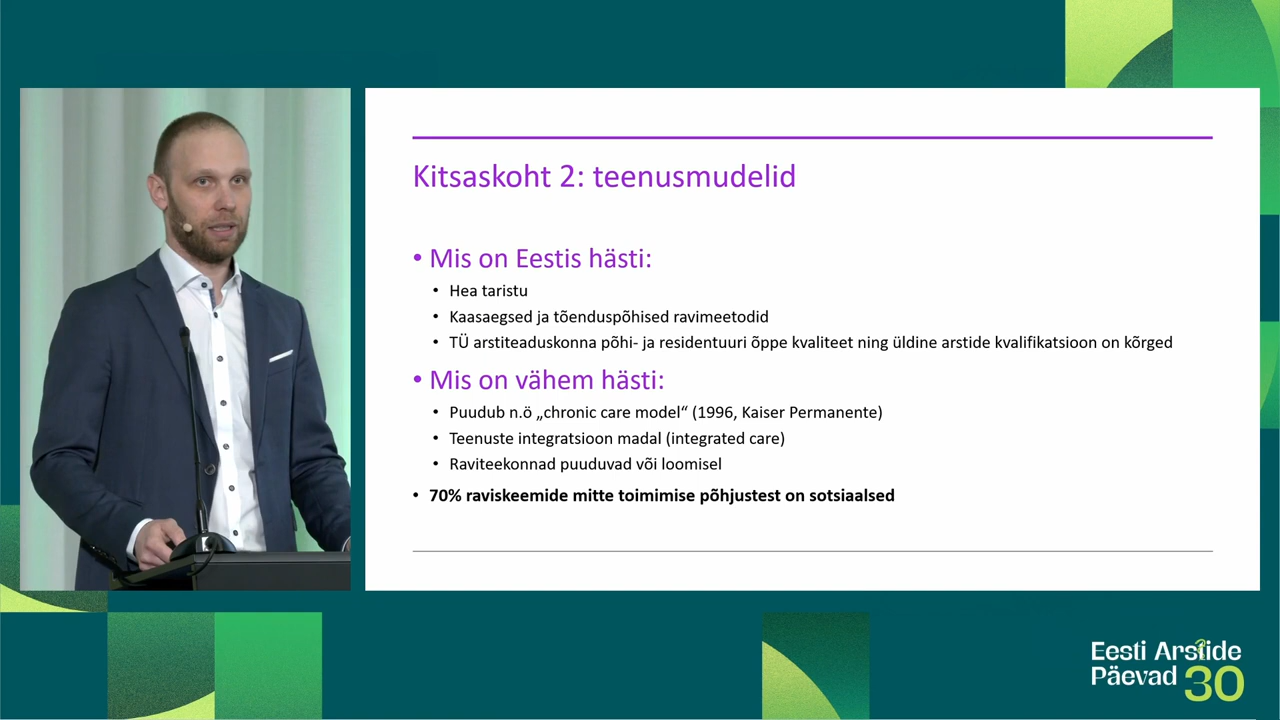 Kitsaskoht 2: teenusmudelid
• Mis on Eestis hästi:
• Hea taristu
• Kaasaegsed ja tõenduspõhised ravimeetodid
• TÜ arstiteaduskonna põhi- ja residentuuri õppe kvaliteet ning üldine arstide kvalifikatsioon on kõrged
• Mis on vähem hästi:
• Puudub n.ö „chronic care model“ (1996, Kaiser Permanente)
• Teenuste integratsioon madal (integrated care)
• Raviteekonnad puuduvad või loomisel
• 70% raviskeemide mitte toimimise põhjustest on sotsiaalsed
Eesti Arstide
Päevad 30